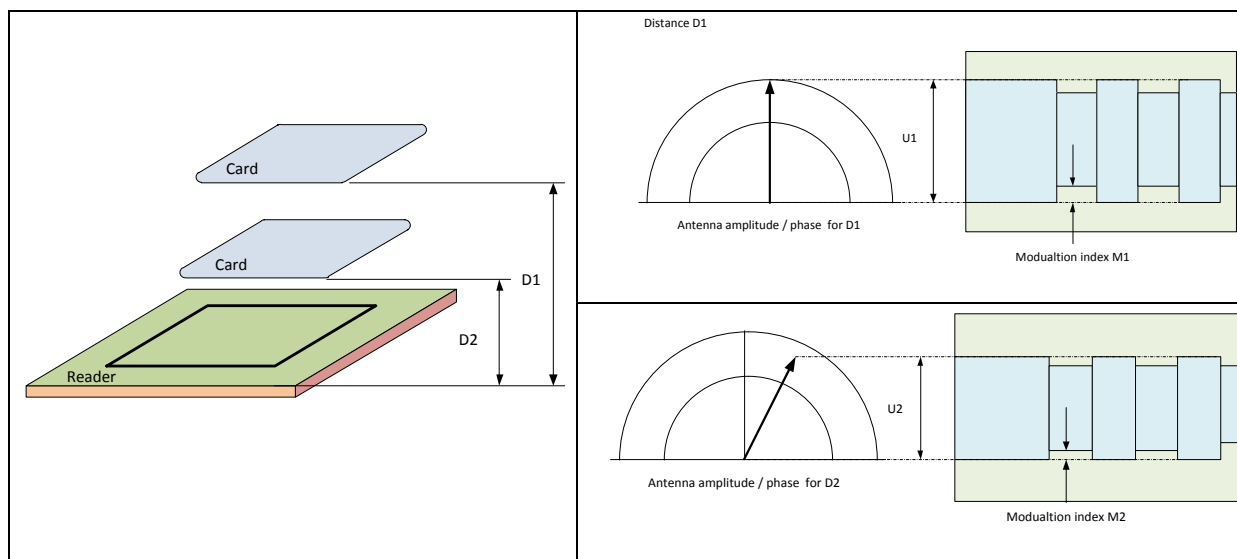 Card
Card
Reader
D1
D2
Distance D1
U1
Antenna amplitude / phase for D1
Modualtion index M1
U2
Antenna amplitude / phase for D2
Modualtion index M2